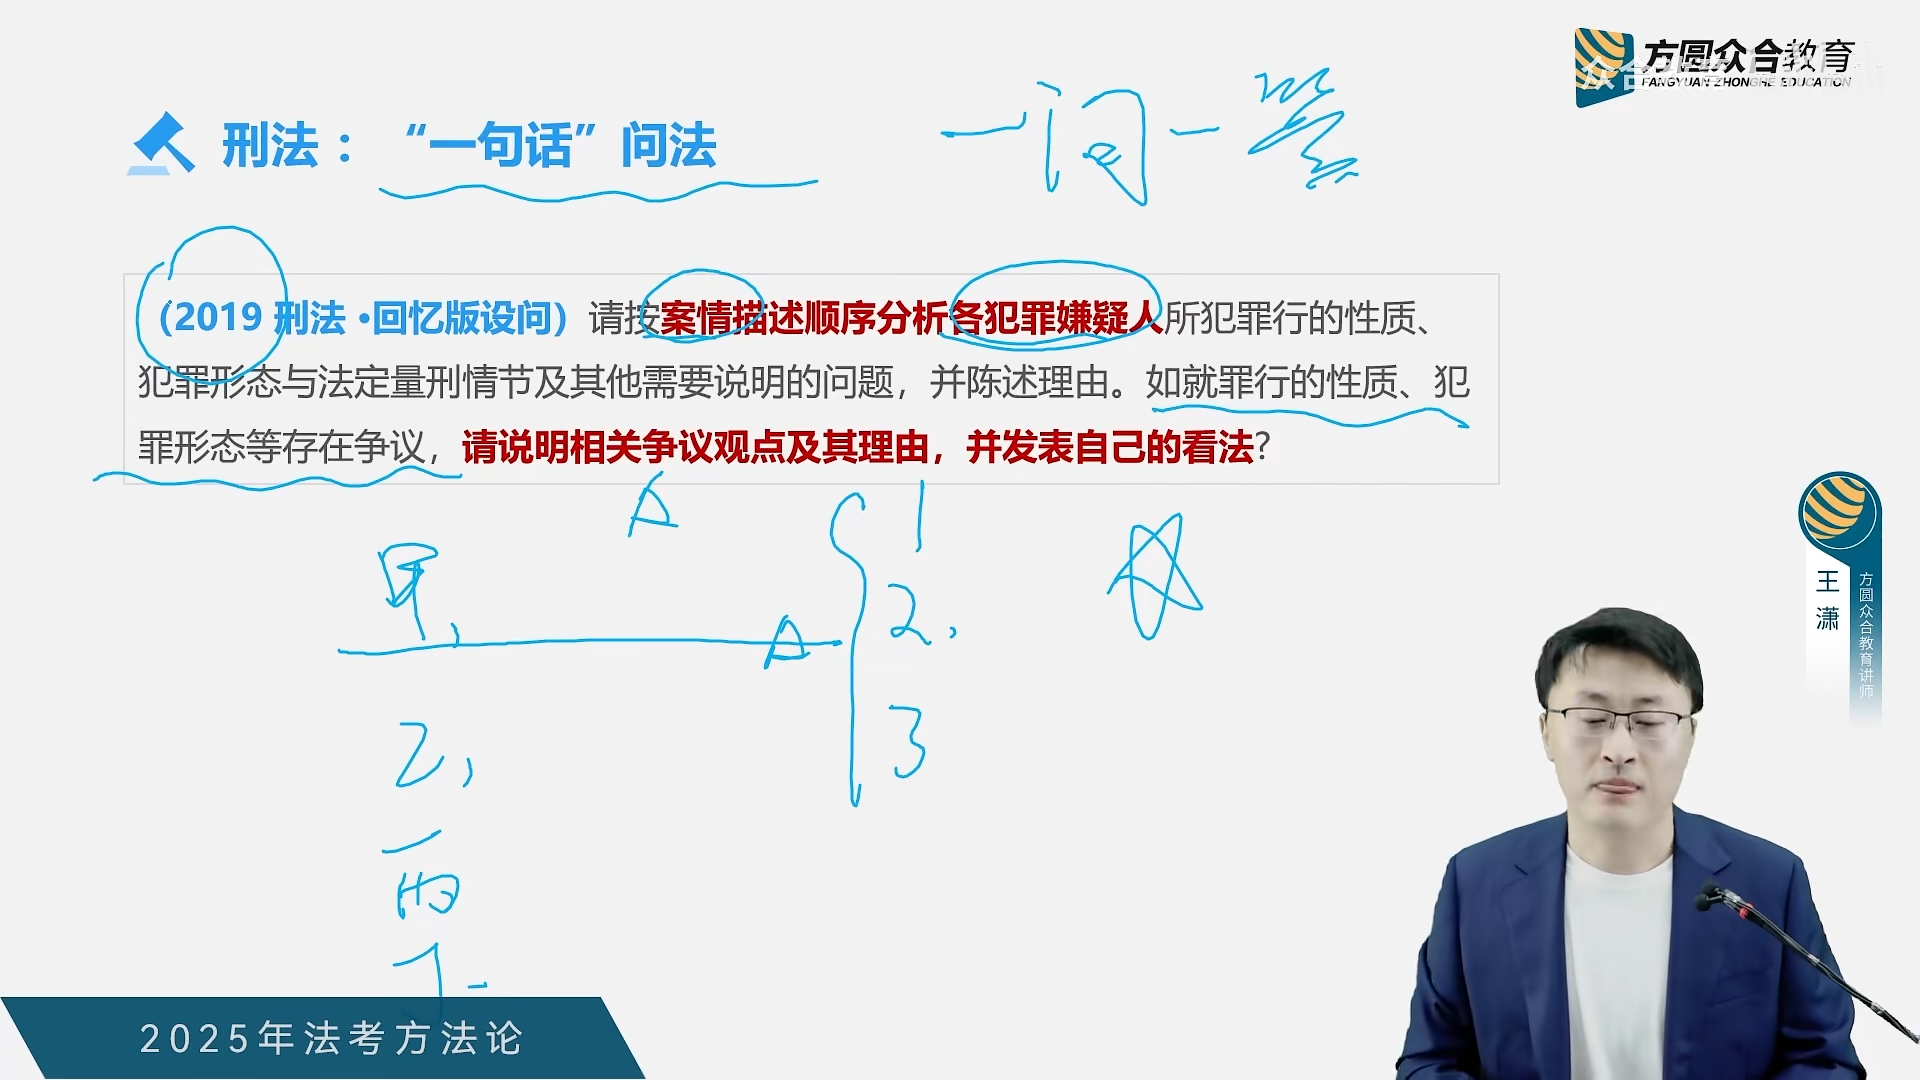 方圆众合教育
FANGYUAN ZHONGHE EDUCATION
刑法：“一句话”问法
一问一答
（2019 刑法 •回忆版设问）请按案情描述顺序分析各犯罪嫌疑人所犯罪行的性质、
犯罪形态与法定量刑情节及其他需要说明的问题，并陈述理由。如就罪行的性质、犯
罪形态等存在争议，请说明相关争议观点及其理由，并发表自己的看法?
甲
1
2,
乙,
3
丙
丁
王潇
方圆众合教育讲师
2025年法考方法论